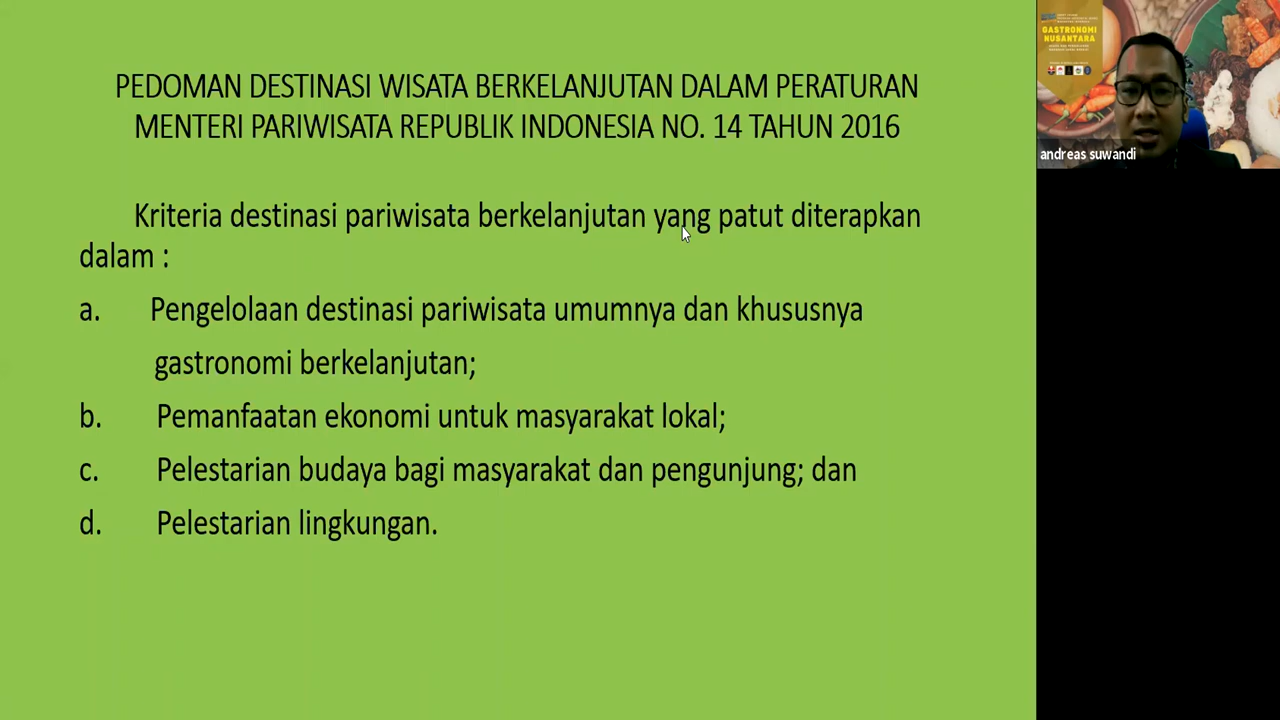 PEDOMAN DESTINASI WISATA BERKELANJUTAN DALAM PERATURAN
MENTERI PARIWISATA REPUBLIK INDONESIA NO. 14 TAHUN 2016
Kriteria destinasi pariwisata berkelanjutan yang patut diterapkan
dalam :
a. Pengelolaan destinasi pariwisata umumnya dan khususnya
gastronomi berkelanjutan;
b. Pemanfaatan ekonomi untuk masyarakat lokal;
c. Pelestarian budaya bagi masyarakat dan pengunjung; dan
d. Pelestarian lingkungan.
GASTRONOMI
NUSANTARA
andreas suwandi